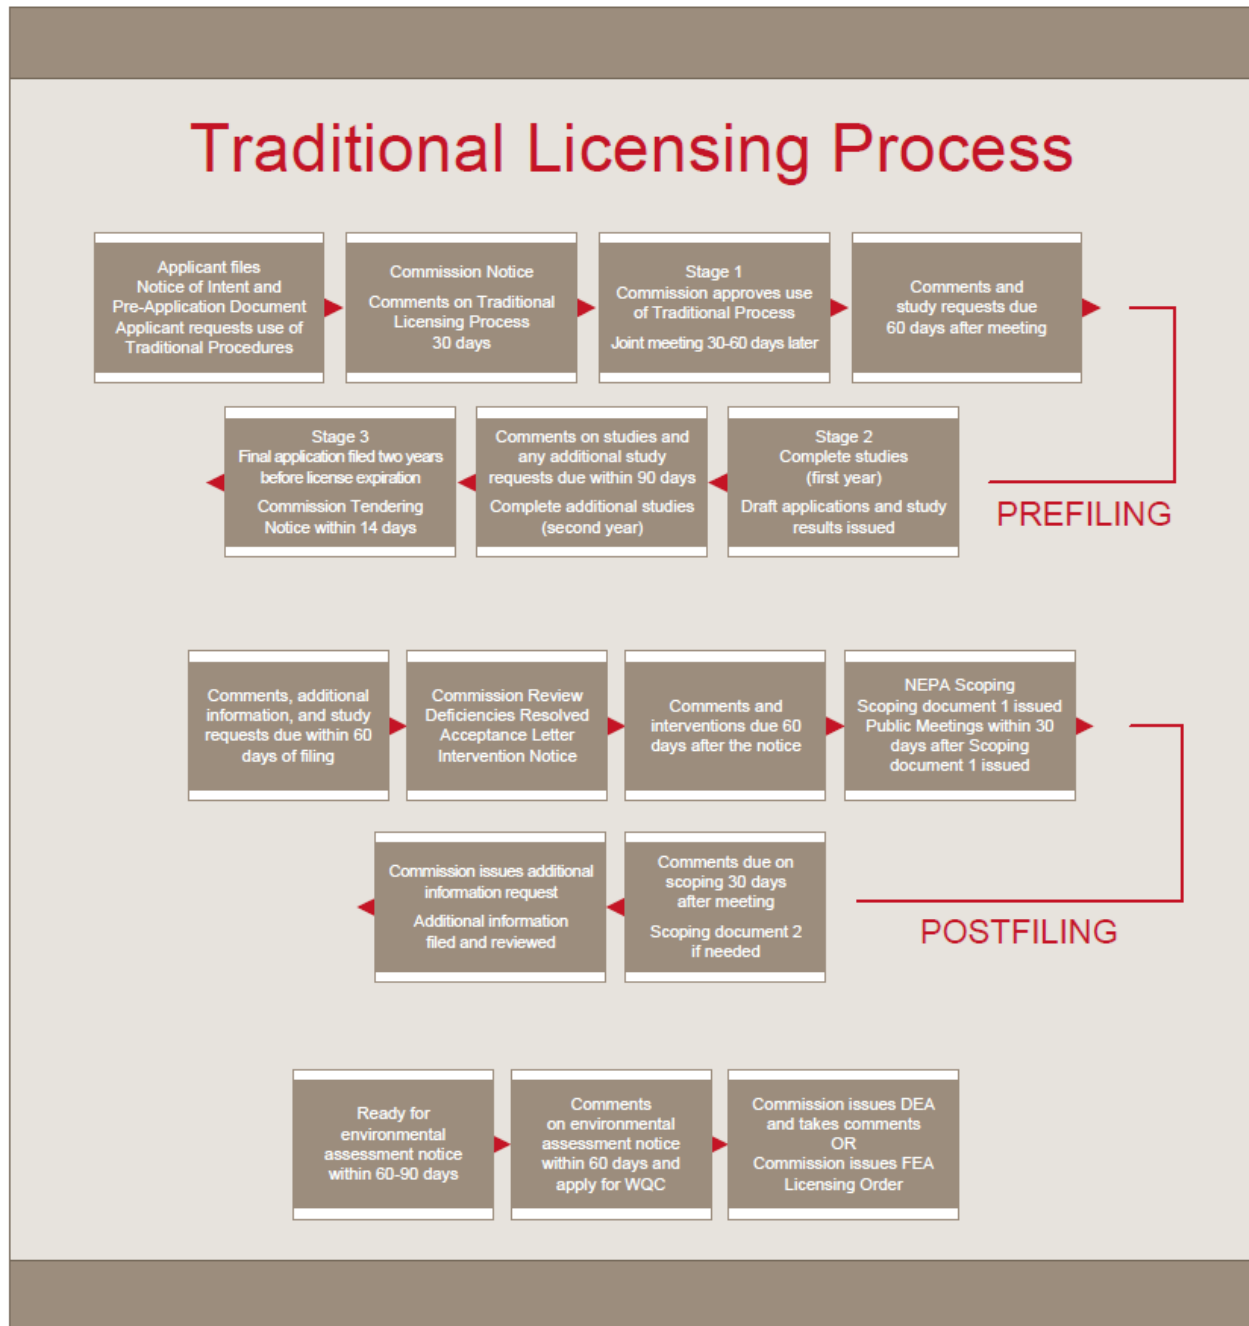 Traditional Licensing Process
Applicant files
Notice of Intent and
Pre-Application Document
Applicant requests use of
Traditional Procedures
Commission Notice
Comments on Traditional
Licensing Process
30 days
Stage 1
Commission approves use
of Traditional Process
Joint meeting 30-60 days later
Comments and
study requests due
60 days after meeting
PREFILING
Stage 2
Complete studies
(first year)
Draft applications and study
results issued
Comments on studies and
any additional study
requests due within 90 days
Complete additional studies
(second year)
Stage 3
Final application filed two years
before license expiration
Commission Tendering
Notice within 14 days
Comments, additional
information, and study
requests due within 60
days of filing
Commission Review
Deficiencies Resolved
Acceptance Letter
Intervention Notice
Comments and
interventions due 60
days after the notice
NEPA Scoping
Scoping document 1 issued
Public Meetings within 30
days after Scoping
document 1 issued
POSTFILING
Comments due on
scoping 30 days
after meeting
Scoping document 2
if needed
Commission issues additional
information request
Additional information
filed and reviewed
Ready for
environmental
assessment notice
within 60-90 days
Comments
on environmental
assessment notice
within 60 days and
apply for WQC
Commission issues DEA
and takes comments
OR
Commission issues FEA
Licensing Order